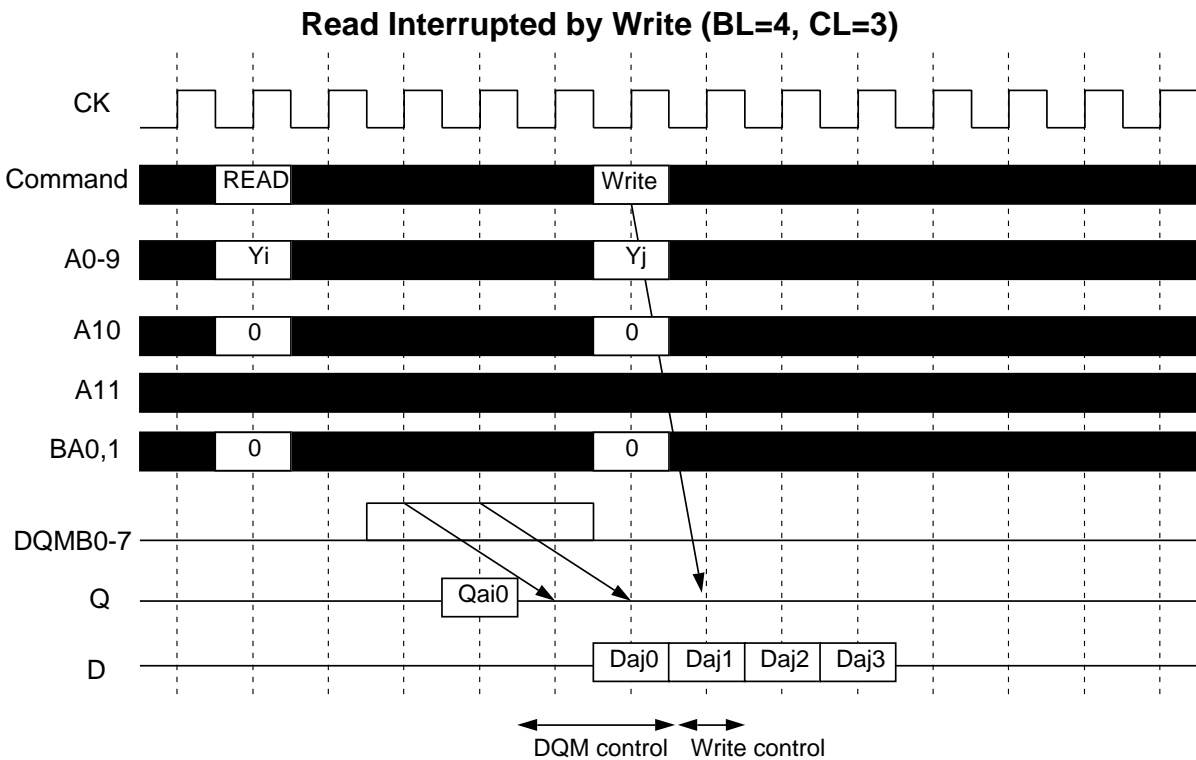 Read Interrupted by Write (BL=4, CL=3)
CK
Command READ Write
A0-9 Yi Yj
A10 0 0
A11
BA0,1 0 0
DQMB0-7
Q Qai0
D Daj0 Daj1 Daj2 Daj3
DQM control Write control